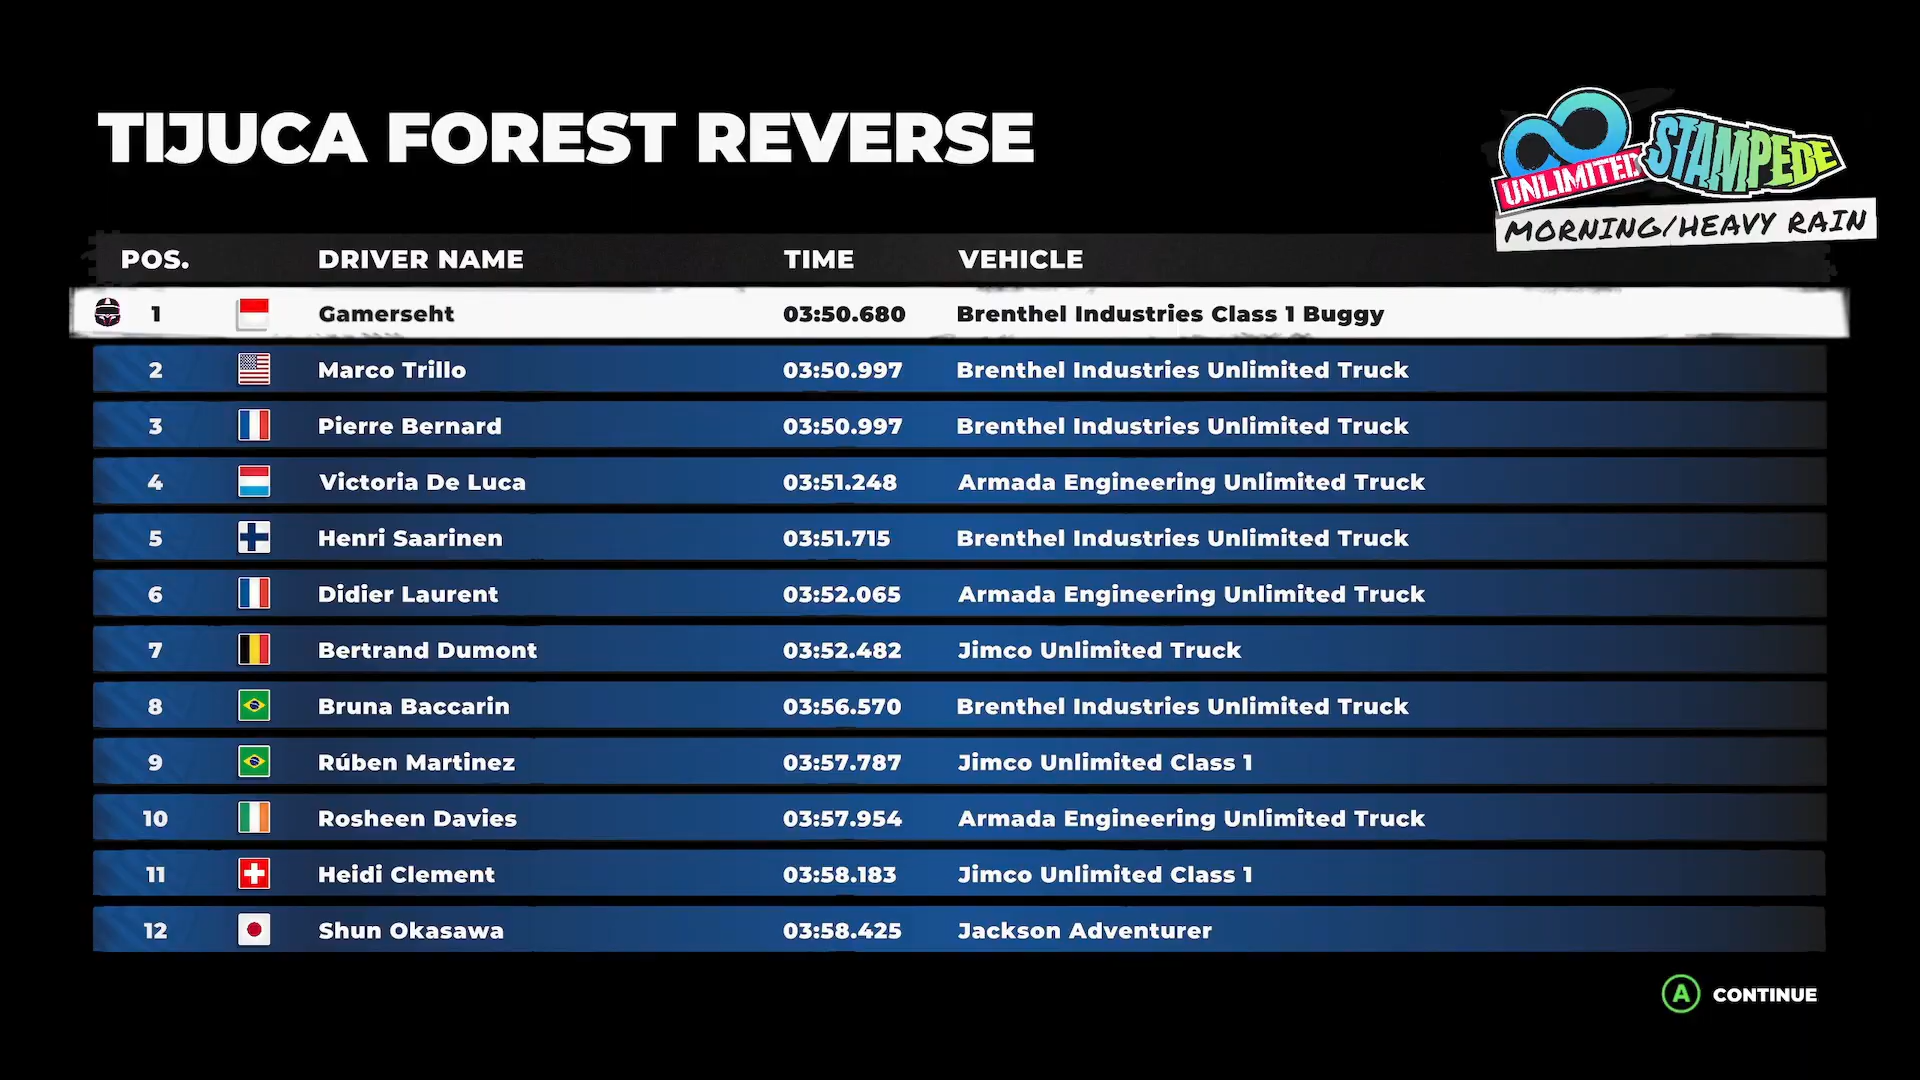 TIJUCA FOREST REVERSE
UNLIMITED STAMPEDE
MORNING/HEAVY RAIN
POS. DRIVER NAME TIME VEHICLE
1 Gamerseht 03:50.680 Brenthel Industries Class 1 Buggy
2 Marco Trillo 03:50.997 Brenthel Industries Unlimited Truck
3 Pierre Bernard 03:50.997 Brenthel Industries Unlimited Truck
4 Victoria De Luca 03:51.248 Armada Engineering Unlimited Truck
5 Henri Saarinen 03:51.715 Brenthel Industries Unlimited Truck
6 Didier Laurent 03:52.065 Armada Engineering Unlimited Truck
7 Bertrand Dumont 03:52.482 Jimco Unlimited Truck
8 Bruna Baccarin 03:56.570 Brenthel Industries Unlimited Truck
9 Rúben Martinez 03:57.787 Jimco Unlimited Class 1
10 Rosheen Davies 03:57.954 Armada Engineering Unlimited Truck
11 Heidi Clement 03:58.183 Jimco Unlimited Class 1
12 Shun Okasawa 03:58.425 Jackson Adventurer
A CONTINUE